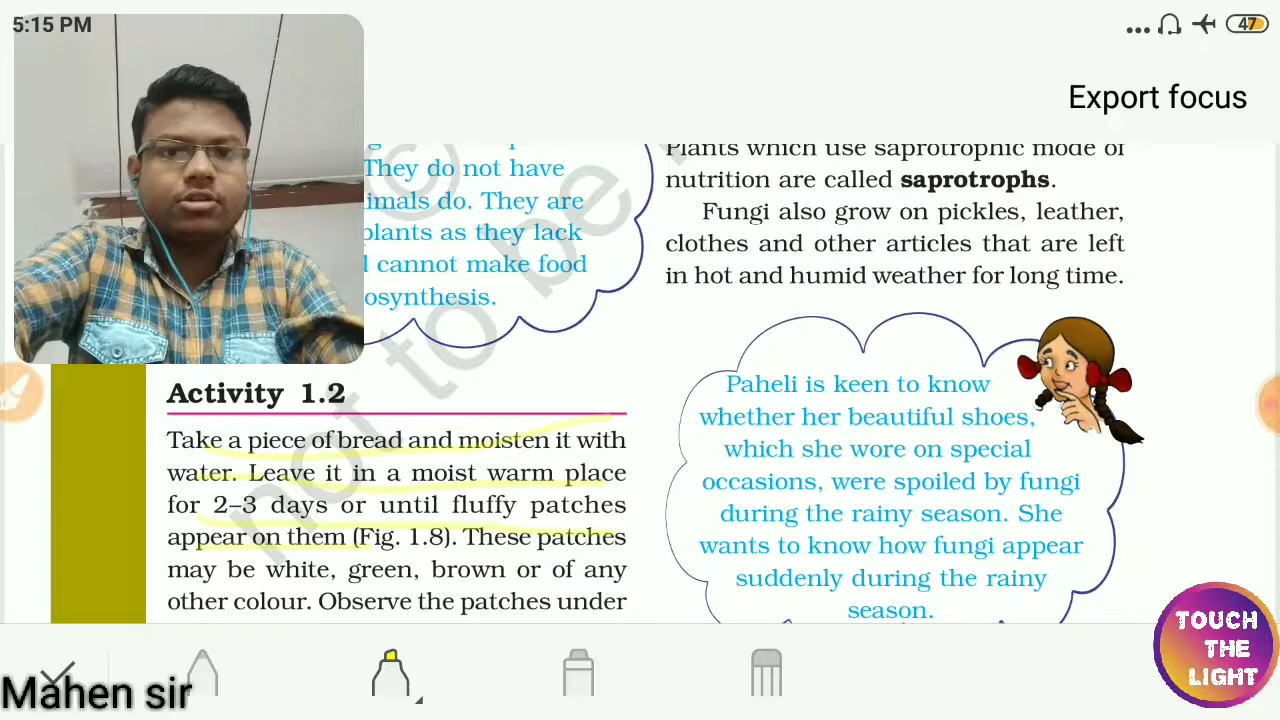 5:15 PM
47
Export focus
They do not have
imals do. They are
plants as they lack
cannot make food
osynthesis.
Plants which use saprotrophic mode of
nutrition are called saprotrophs.
Fungi also grow on pickles, leather,
clothes and other articles that are left
in hot and humid weather for long time.
Activity 1.2
Take a piece of bread and moisten it with
water. Leave it in a moist warm place
for 2–3 days or until fluffy patches
appear on them (Fig. 1.8). These patches
may be white, green, brown or of any
other colour. Observe the patches under
Paheli is keen to know
whether her beautiful shoes,
which she wore on special
occasions, were spoiled by fungi
during the rainy season. She
wants to know how fungi appear
suddenly during the rainy
season.
not to be
©
Mahen sir
TOUCH
THE
LIGHT